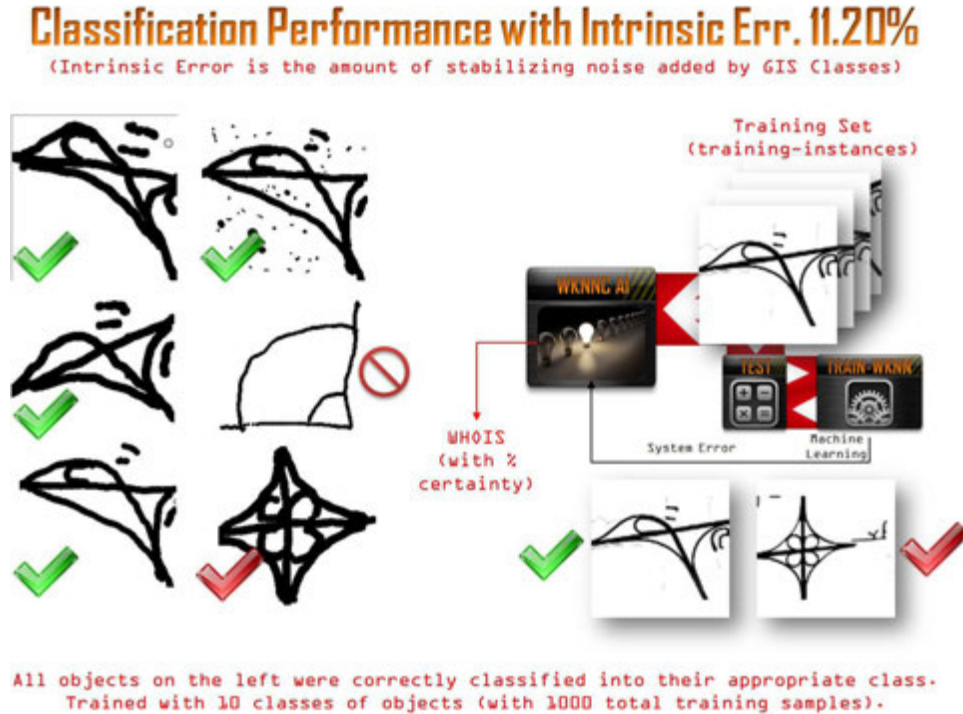 Classification Performance with Intrinsic Err. 11.20%
(Intrinsic Error is the amount of stabilizing noise added by GIS Classes)
Training Set
(training-instances)
WKNNC AI
TEST
TRAIN-WKNN
System Error
Machine
Learning
WHOIS
(with %
certainty)
All objects on the left were correctly classified into their appropriate class.
Trained with 10 classes of objects (with 1000 total training samples).